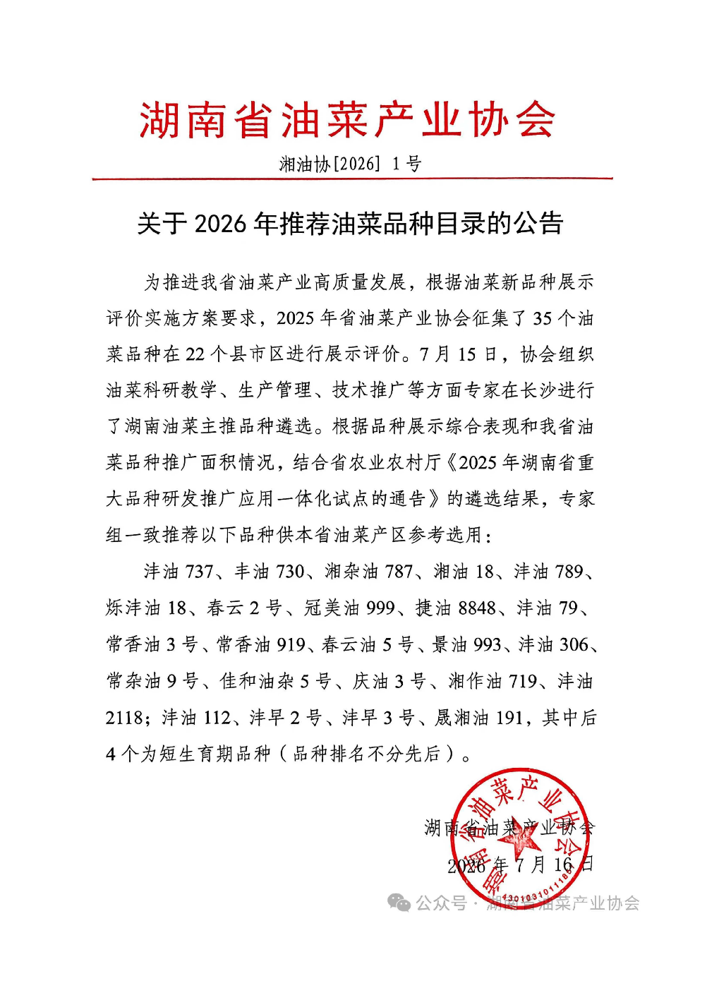 湖南省油菜产业协会
湘油协[2026] 1号
关于 2026 年推荐油菜品种目录的公告
为推进我省油菜产业高质量发展，根据油菜新品种展示
评价实施方案要求，2025 年省油菜产业协会征集了 35 个油
菜品种在 22 个县市区进行展示评价。7 月 15 日，协会组织
油菜科研教学、生产管理、技术推广等方面专家在长沙进行
了湖南油菜主推品种遴选。根据品种展示综合表现和我省油
菜品种推广面积情况，结合省农业农村厅《2025 年湖南省重
大品种研发推广应用一体化试点的通告》的遴选结果，专家
组一致推荐以下品种供本省油菜产区参考选用：
沣油 737、丰油 730、湘杂油 787、湘油 18、沣油 789、
烁沣油 18、春云 2 号、冠美油 999、捷油 8848、沣油 79、
常香油 3 号、常香油 919、春云油 5 号、景油 993、沣油 306、
常杂油 9 号、佳和油杂 5 号、庆油 3 号、湘作油 719、沣油
2118；沣油 112、沣早 2 号、沣早 3 号、晟湘油 191，其中后
4 个为短生育期品种（品种排名不分先后）。
湖南省油菜产业协会
2026 年 7 月 16 日
湖南省油菜产业协会
公众号 · 湖南省油菜产业协会